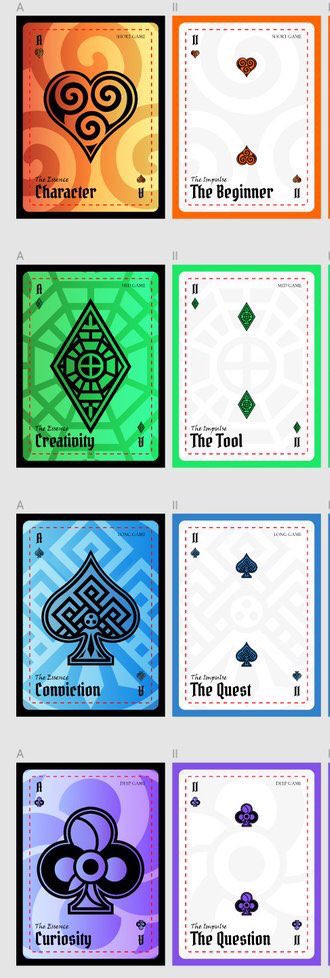 A II
A
SHORT GAME
The Essence
Character
A
II
SHORT GAME
The Impulse
The Beginner
II
A II
A
MID GAME
The Essence
Creativity
A
II
MID GAME
The Impulse
The Tool
II
A II
A
LONG GAME
The Essence
Conviction
A
II
LONG GAME
The Impulse
The Quest
II
A II
A
DEEP GAME
The Essence
Curiosity
A
II
DEEP GAME
The Impulse
The Question
II